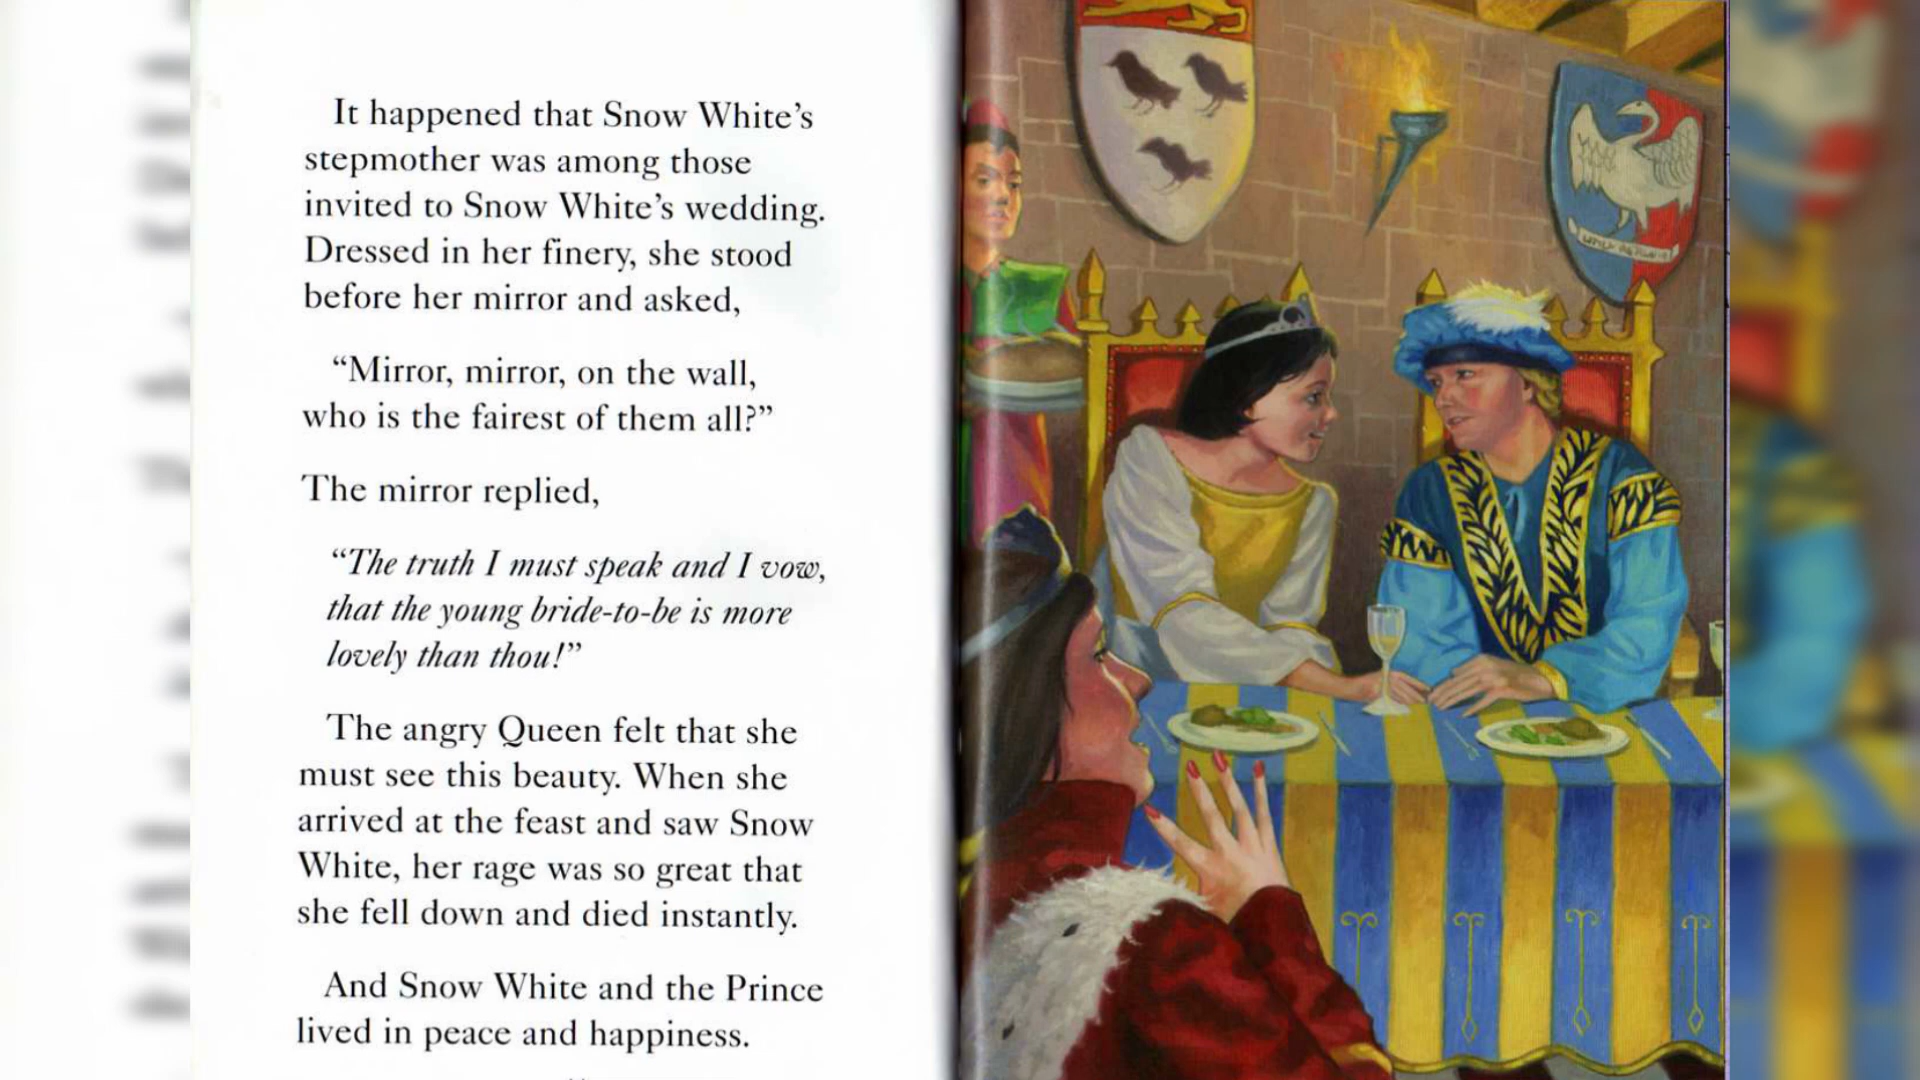 It happened that Snow White’s
stepmother was among those
invited to Snow White’s wedding.
Dressed in her finery, she stood
before her mirror and asked,
“Mirror, mirror, on the wall,
who is the fairest of them all?”
The mirror replied,
“The truth I must speak and I vow,
that the young bride-to-be is more
lovely than thou!”
The angry Queen felt that she
must see this beauty. When she
arrived at the feast and saw Snow
White, her rage was so great that
she fell down and died instantly.
And Snow White and the Prince
lived in peace and happiness.